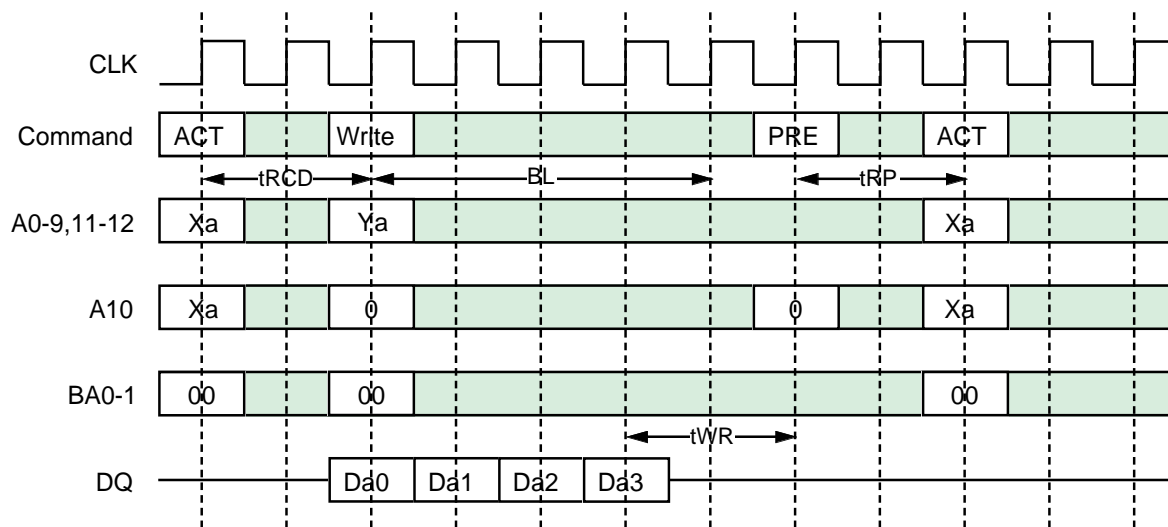 CLK
Command ACT Write PRE ACT
tRCD BL tRP
A0-9,11-12 Xa Ya Xa
A10 Xa 0 0 Xa
BA0-1 00 00 00
tWR
DQ Da0 Da1 Da2 Da3